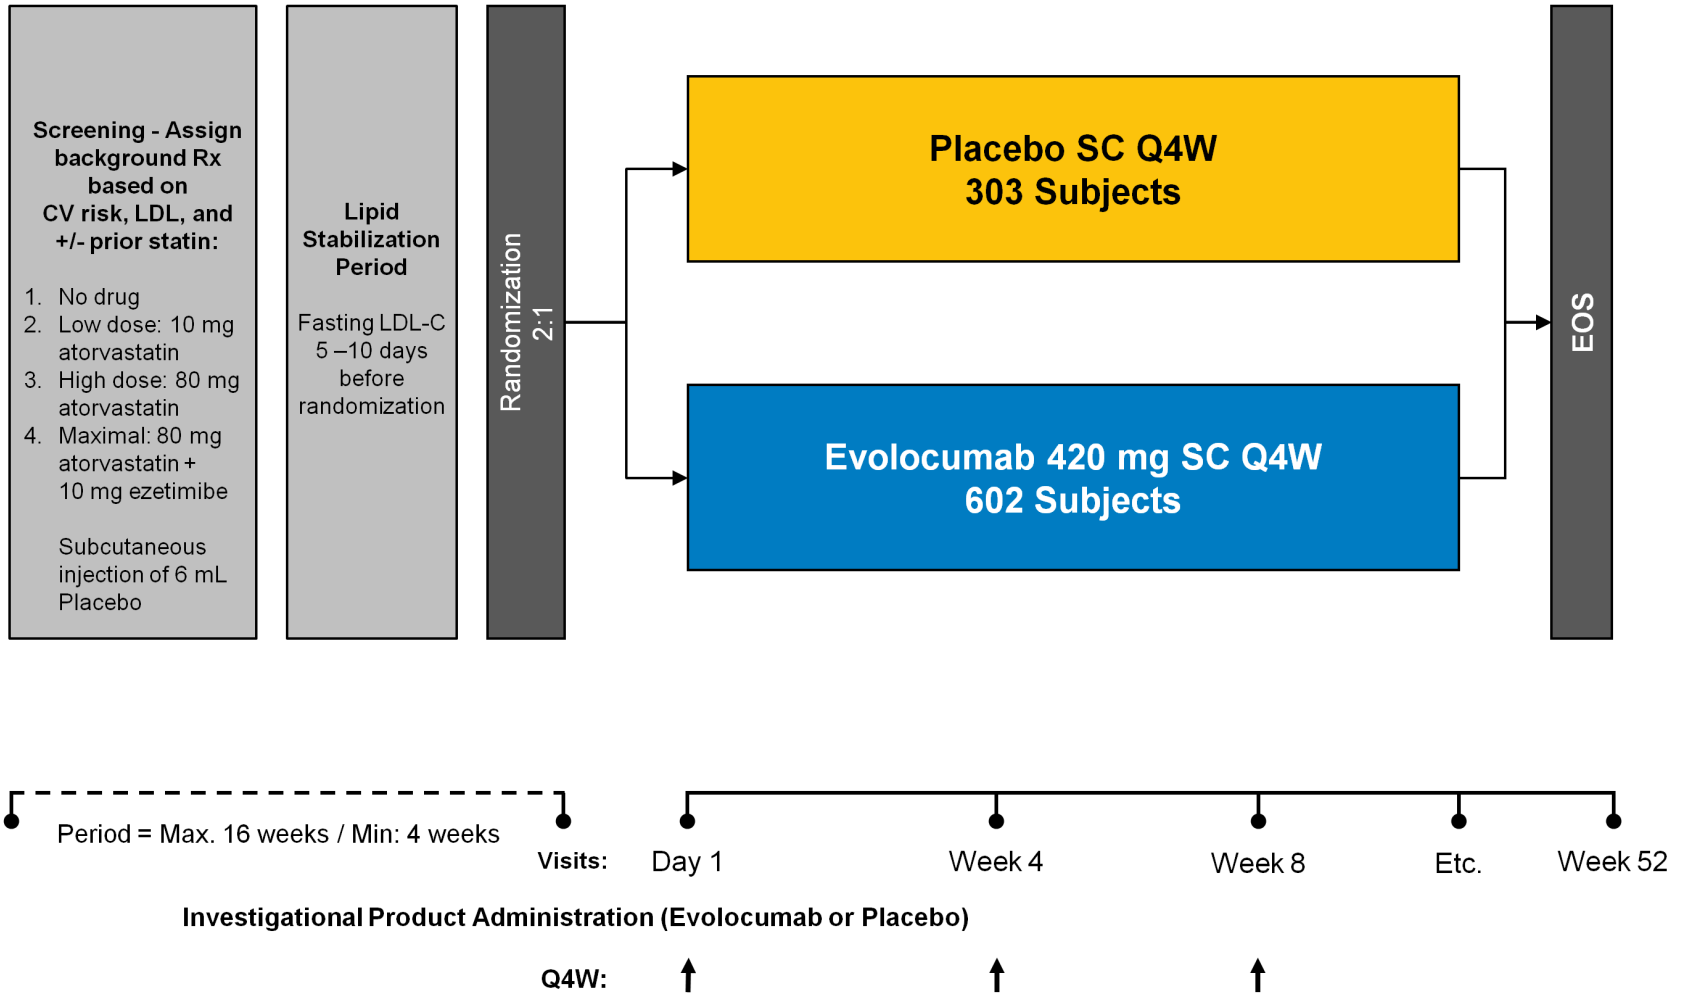 Screening - Assign
background Rx
based on
CV risk, LDL, and
+/- prior statin:
1. No drug
2. Low dose: 10 mg
atorvastatin
3. High dose: 80 mg
atorvastatin
4. Maximal: 80 mg
atorvastatin +
10 mg ezetimibe
Subcutaneous
injection of 6 mL
Placebo
Lipid
Stabilization
Period
Fasting LDL-C
5 –10 days
before
randomization
Randomization
2:1
Placebo SC Q4W
303 Subjects
Evolocumab 420 mg SC Q4W
602 Subjects
EOS
Period = Max. 16 weeks / Min: 4 weeks
Visits: Day 1 Week 4 Week 8 Etc. Week 52
Investigational Product Administration (Evolocumab or Placebo)
Q4W: